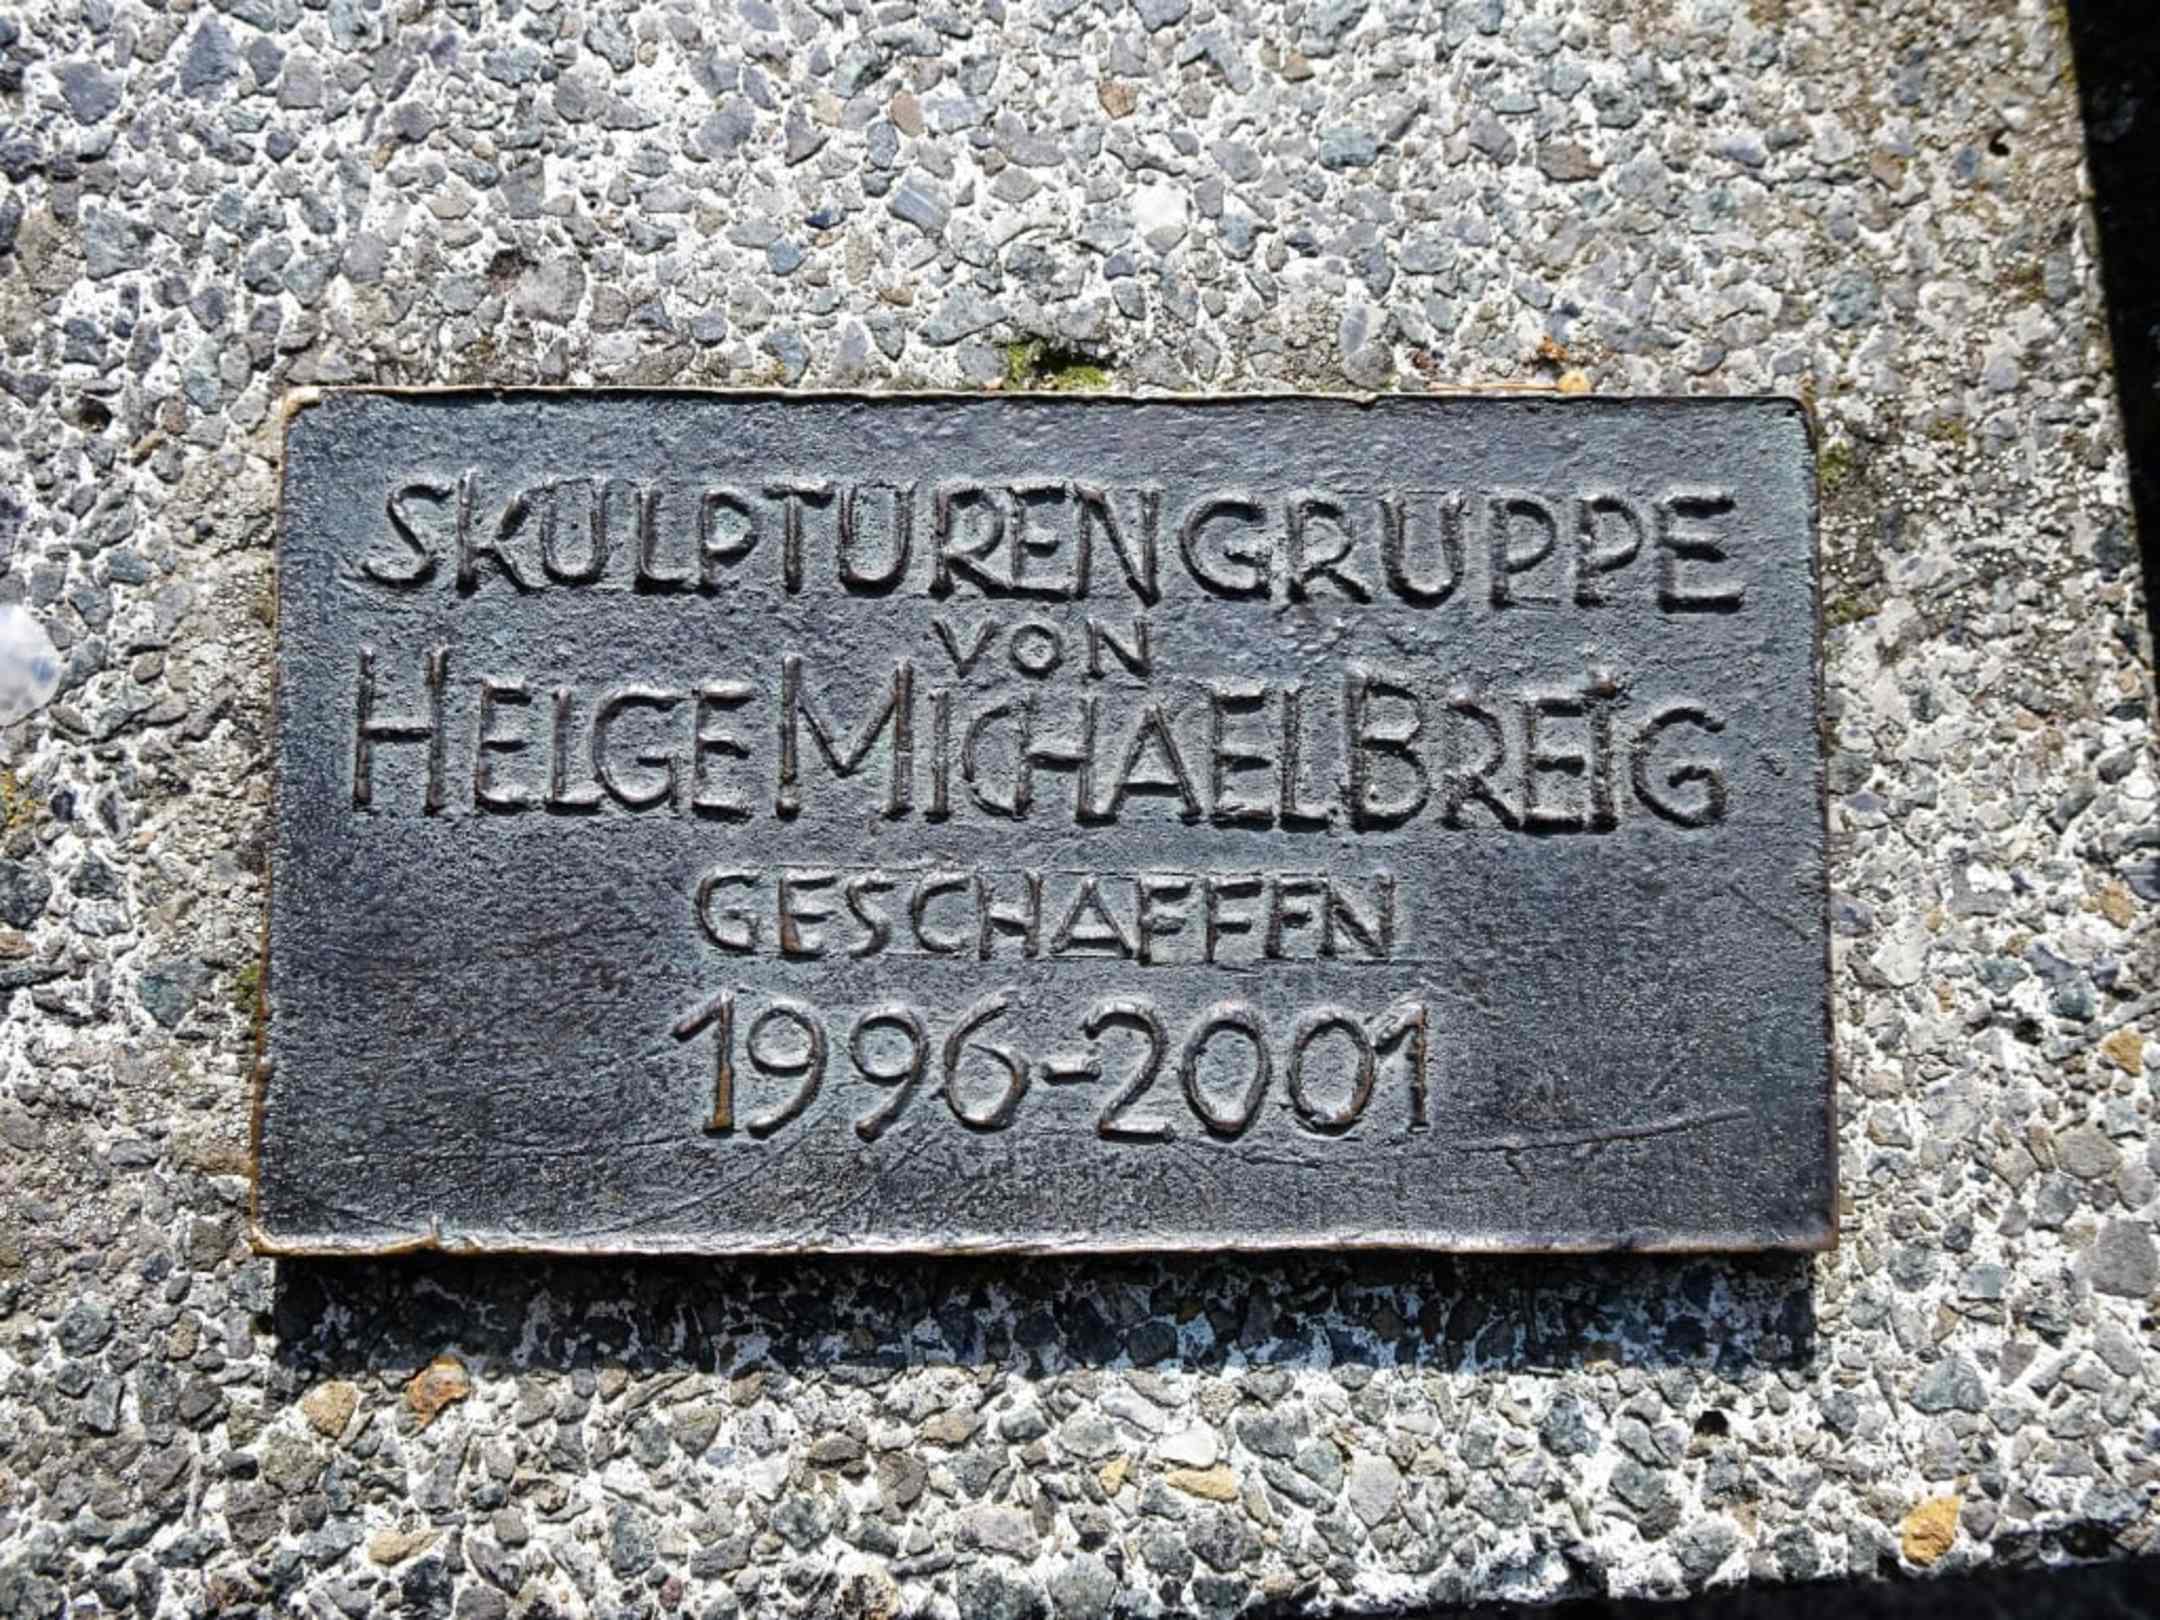 SKULPTURENGRUPPE
VON
HELGE MICHAEL BREIG
GESCHAFFEN
1996-2001